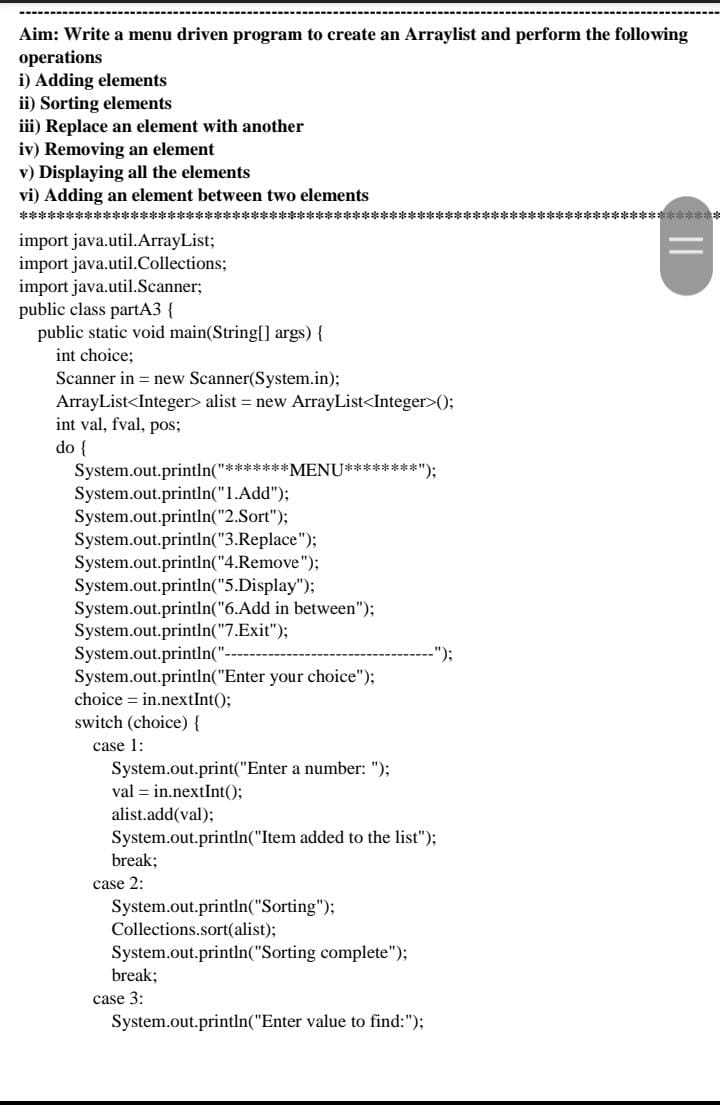 --------------------------------------------------------------------------------------------------------------
Aim: Write a menu driven program to create an Arraylist and perform the following
operations
i) Adding elements
ii) Sorting elements
iii) Replace an element with another
iv) Removing an element
v) Displaying all the elements
vi) Adding an element between two elements
******************************************************************************
import java.util.ArrayList;
import java.util.Collections;
import java.util.Scanner;
public class partA3 {
public static void main(String[] args) {
int choice;
Scanner in = new Scanner(System.in);
ArrayList<Integer> alist = new ArrayList<Integer>();
int val, fval, pos;
do {
System.out.println("*******MENU********");
System.out.println("1.Add");
System.out.println("2.Sort");
System.out.println("3.Replace");
System.out.println("4.Remove");
System.out.println("5.Display");
System.out.println("6.Add in between");
System.out.println("7.Exit");
System.out.println("----------------------------------");
System.out.println("Enter your choice");
choice = in.nextInt();
switch (choice) {
case 1:
System.out.print("Enter a number: ");
val = in.nextInt();
alist.add(val);
System.out.println("Item added to the list");
break;
case 2:
System.out.println("Sorting");
Collections.sort(alist);
System.out.println("Sorting complete");
break;
case 3:
System.out.println("Enter value to find:");